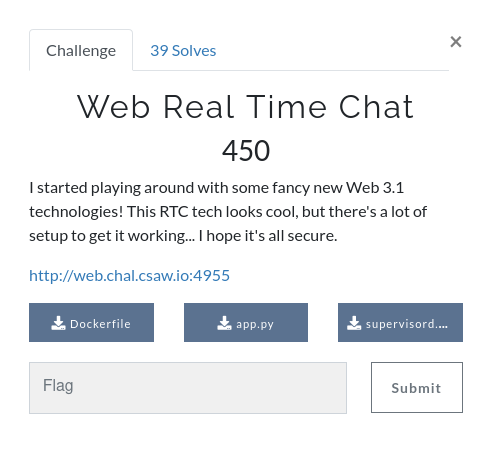 ×
Challenge
39 Solves
Web Real Time Chat
450
I started playing around with some fancy new Web 3.1
technologies! This RTC tech looks cool, but there's a lot of
setup to get it working... I hope it's all secure.
http://web.chal.csaw.io:4955
Dockerfile
app.py
supervisord....
Flag
Submit